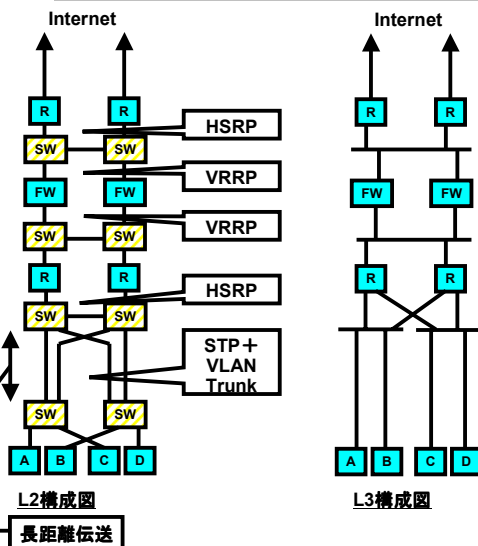 Internet
Internet
R
R
HSRP
SW
SW
VRRP
FW
FW
VRRP
SW
SW
R
R
HSRP
SW
SW
STP+
VLAN
Trunk
SW
SW
A
B
C
D
L2構成図
長距離伝送
R
R
FW
FW
R
R
A
B
C
D
L3構成図